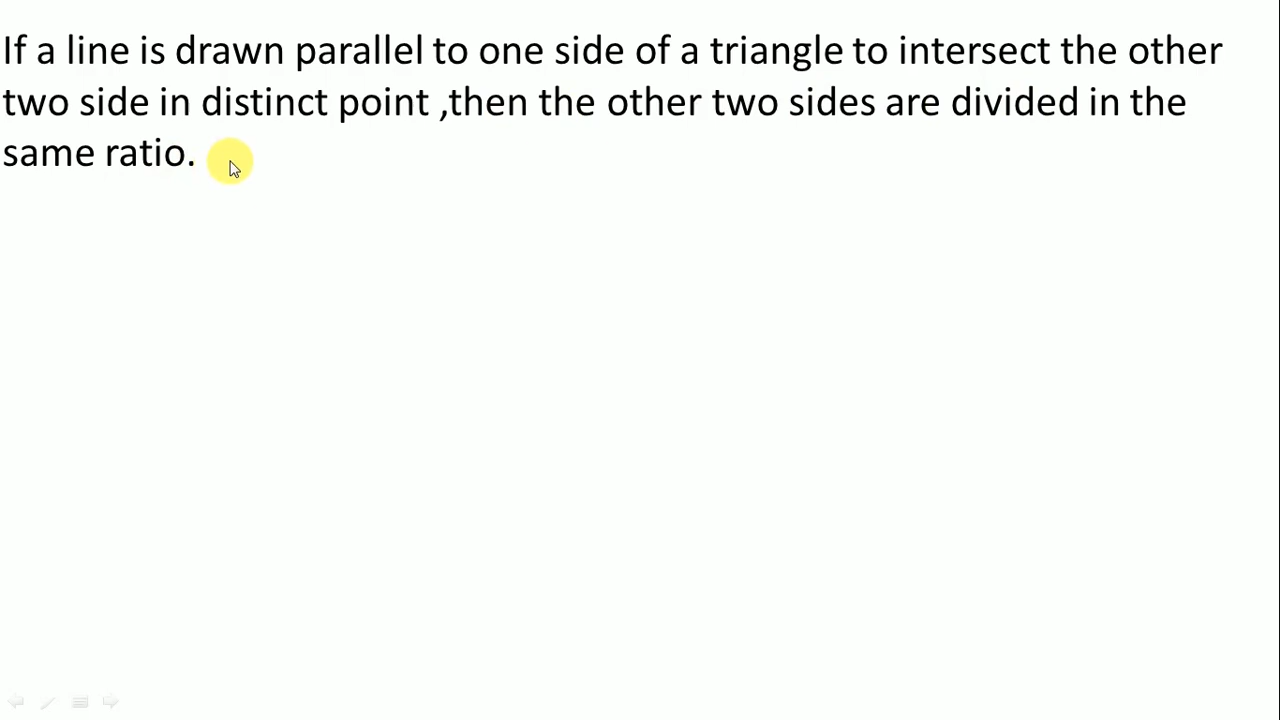 If a line is drawn parallel to one side of a triangle to intersect the other
two side in distinct point ,then the other two sides are divided in the
same ratio.